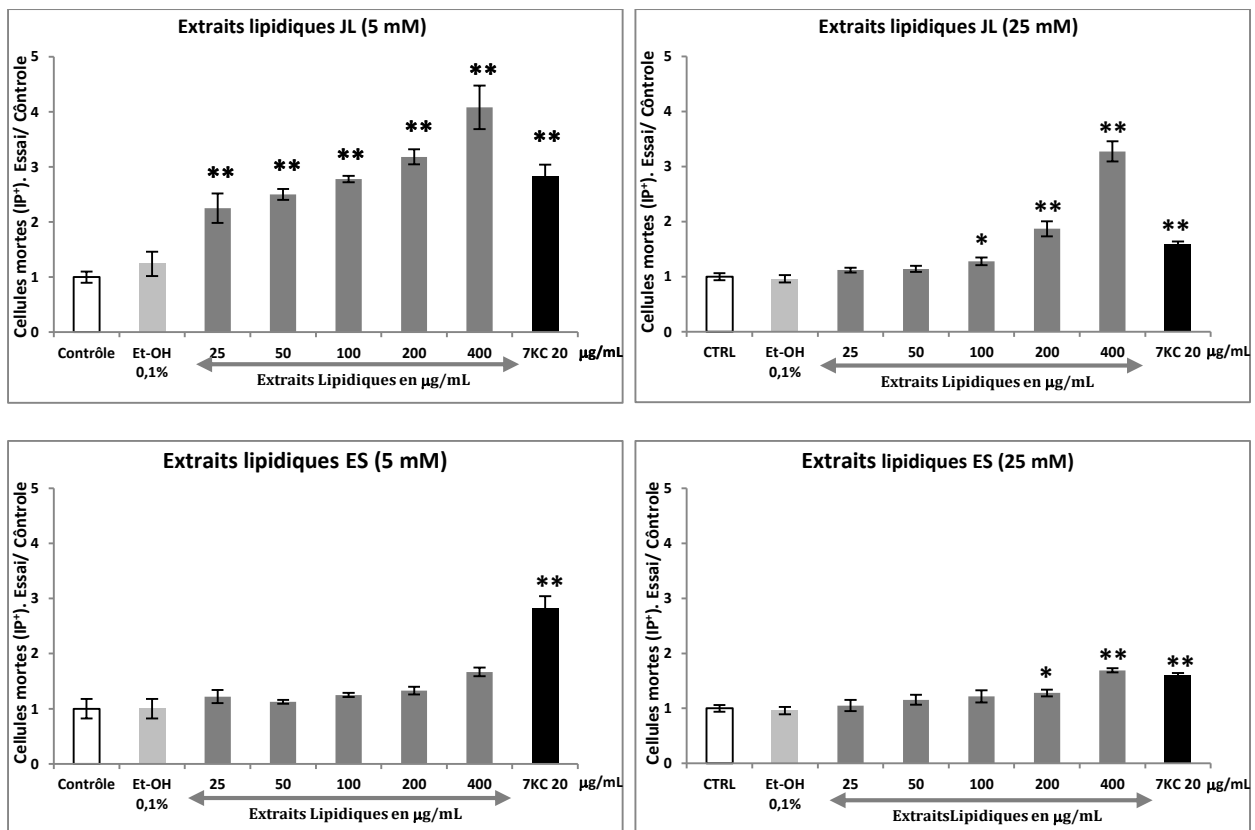 Extraits lipidiques JL (5 mM)
Cellules mortes (IP⁺). Essai/ Côntrole
5
4
3
2
1
0
**
**
**
**
**
**
Contrôle
Et-OH
0,1%
25
50
100
200
400
7KC 20
µg/mL
Extraits Lipidiques en µg/mL
Extraits lipidiques JL (25 mM)
Cellules mortes (IP⁺). Essai/ Côntrole
5
4
3
2
1
0
*
**
**
**
CTRL
Et-OH
0,1%
25
50
100
200
400
7KC 20
µg/mL
Extraits Lipidiques en µg/mL
Extraits lipidiques ES (5 mM)
Cellules mortes (IP⁺). Essai/ Côntrole
5
4
3
2
1
0
**
Contrôle
Et-OH
0,1%
25
50
100
200
400
7KC 20
µg/mL
Extraits Lipidiques en µg/mL
Extraits lipidiques ES (25 mM)
Cellules mortes (IP⁺). Essai/ Côntrole
5
4
3
2
1
0
*
**
**
CTRL
Et-OH
0,1%
25
50
100
200
400
7KC 20
µg/mL
ExtraitsLipidiques en µg/mL